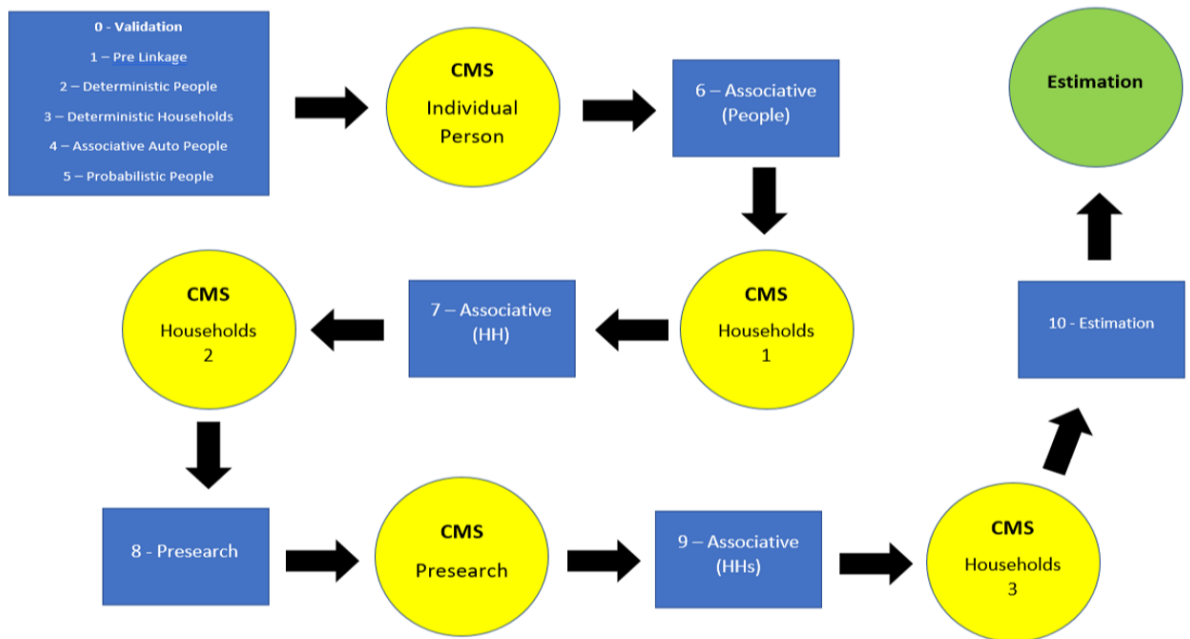 0 - Validation
1 – Pre Linkage
2 – Deterministic People
3 – Deterministic Households
4 – Associative Auto People
5 – Probabilistic People
CMS
Individual
Person
6 – Associative
(People)
Estimation
CMS
Households
2
7 – Associative
(HH)
CMS
Households
1
10 - Estimation
8 - Presearch
CMS
Presearch
9 – Associative
(HHs)
CMS
Households
3